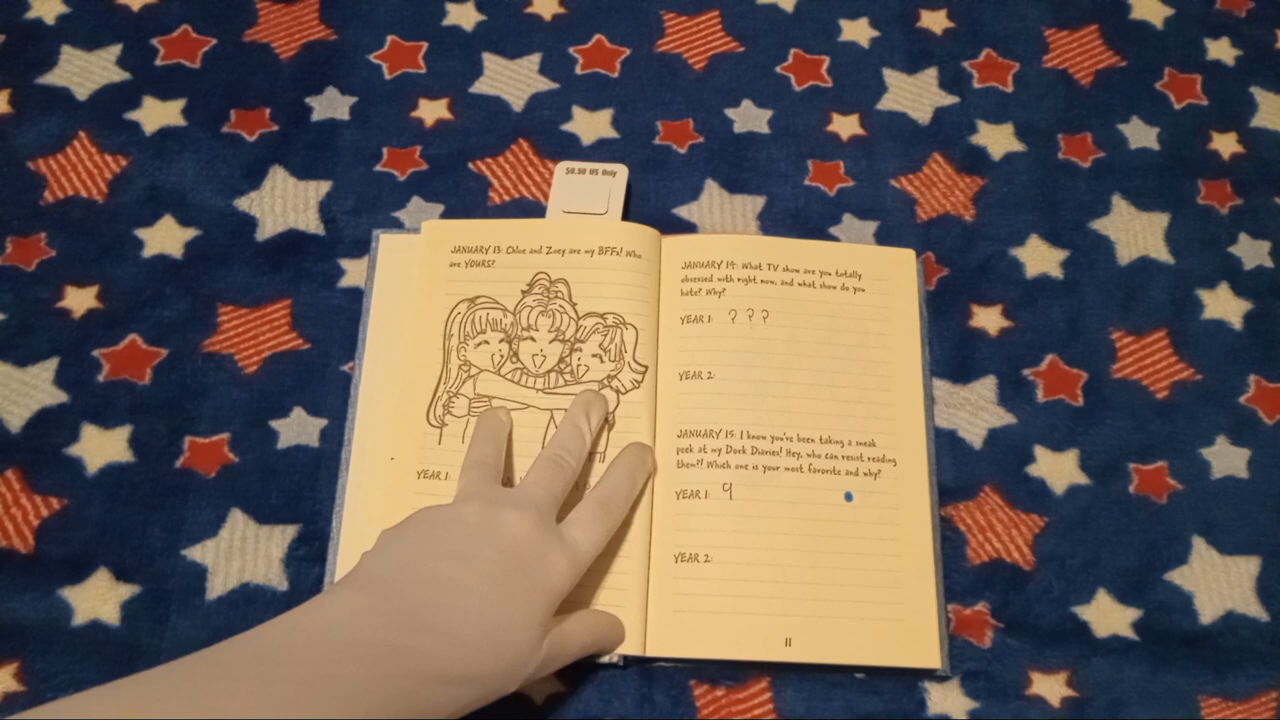 $0.50 US Only
JANUARY 13: Chloe and Zoey are my BFFs! Who
are YOURS?
YEAR 1:
JANUARY 14: What TV show are you totally
obsessed with right now, and what show do you
hate? Why?
YEAR 1: ? ? ?
YEAR 2:
JANUARY 15: I know you've been taking a sneak
peek at my Dork Diaries! Hey, who can resist reading
them?! Which one is your most favorite and why?
YEAR 1: 9
YEAR 2:
11